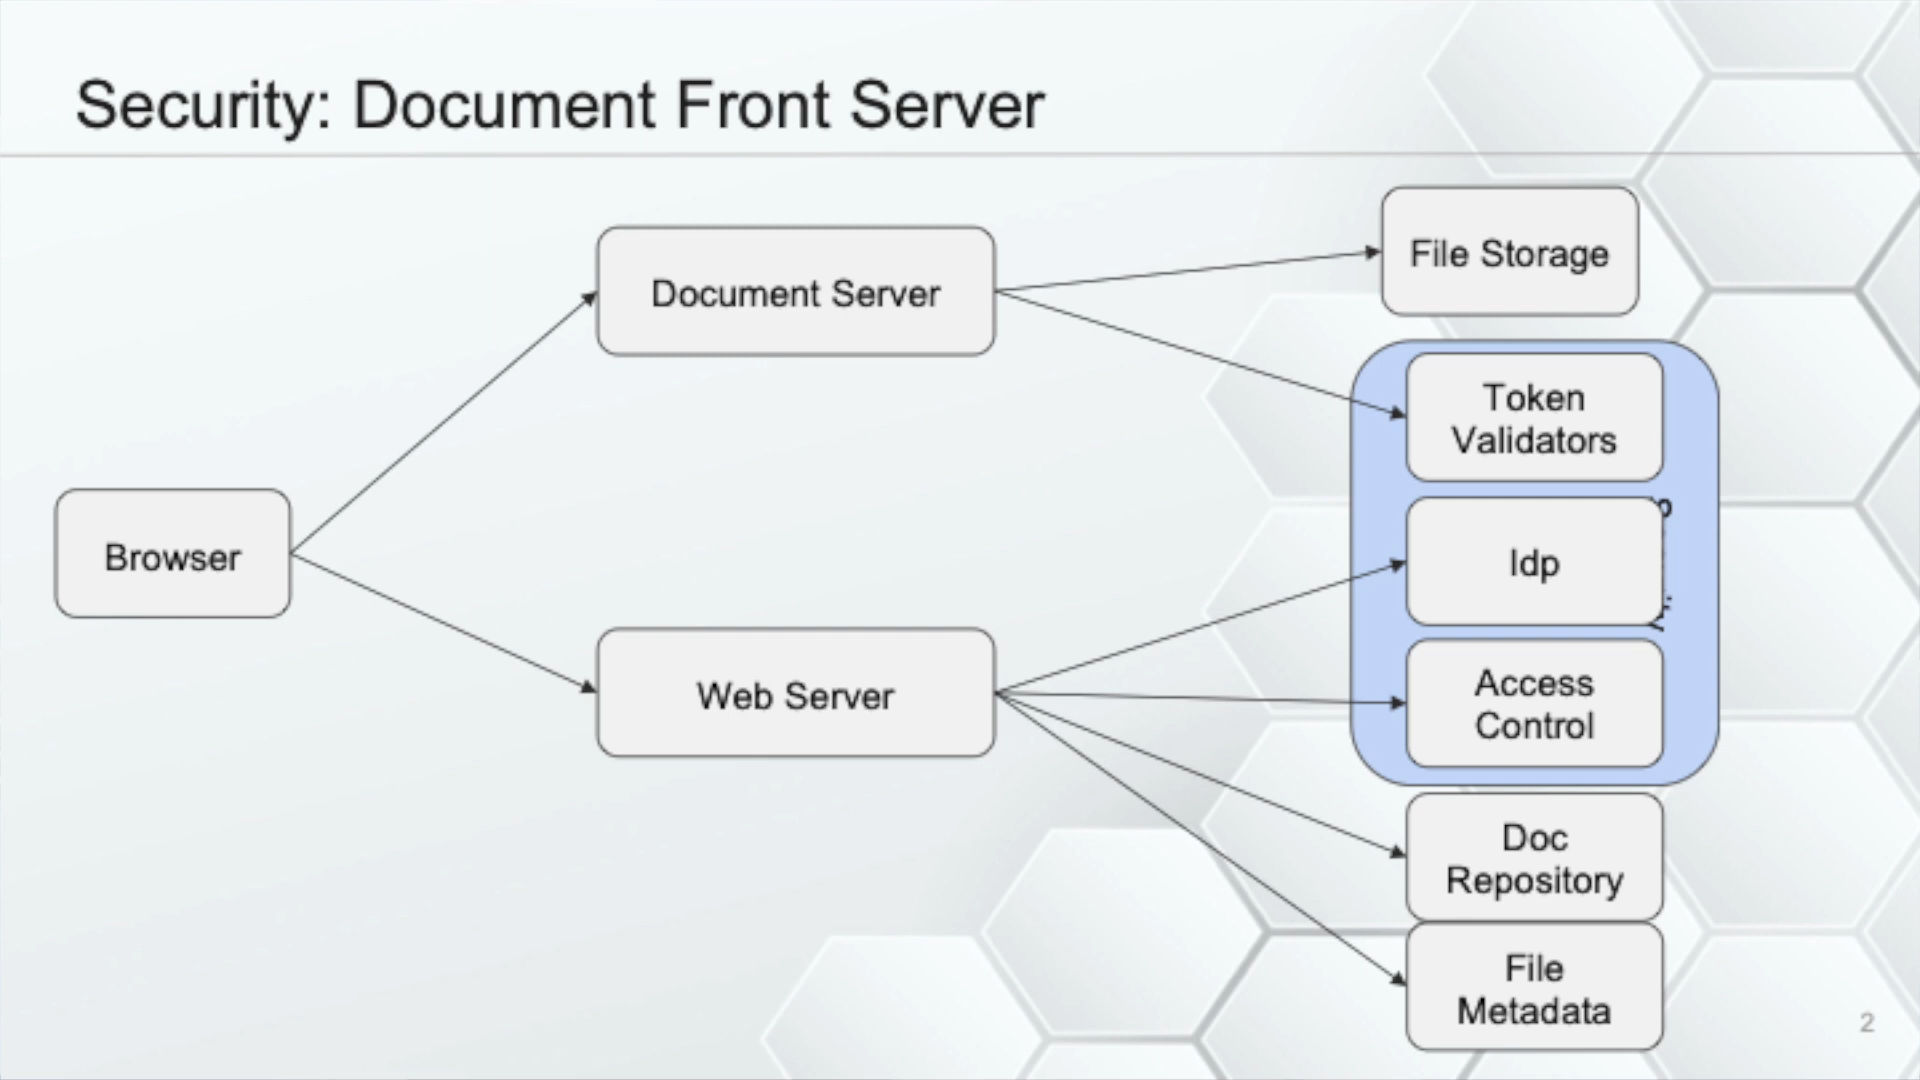 Security: Document Front Server
File Storage
Document Server
Token
Validators
Browser
Idp
Web Server
Access
Control
Doc
Repository
File
Metadata
2